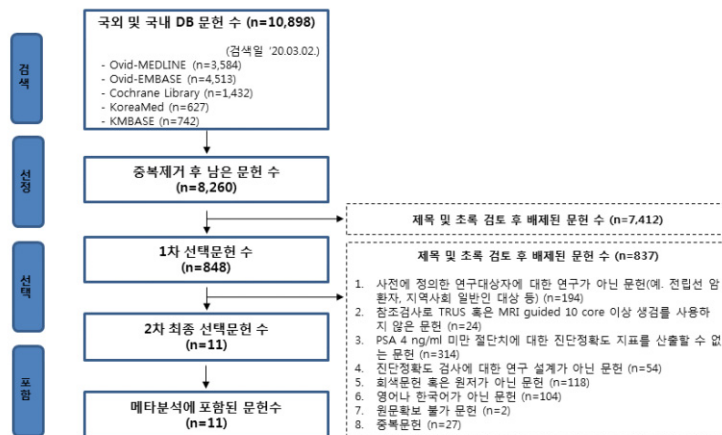 국외 및 국내 DB 문헌 수 (n=10,898)
(검색일 '20.03.02.)
- Ovid-MEDLINE (n=3,584)
- Ovid-EMBASE (n=4,513)
- Cochrane Library (n=1,432)
- KoreaMed (n=627)
- KMBASE (n=742)
검색
중복제거 후 남은 문헌 수
(n=8,260)
선정
제목 및 초록 검토 후 배제된 문헌 수 (n=7,412)
1차 선택문헌 수
(n=848)
선택
제목 및 초록 검토 후 배제된 문헌 수 (n=837)
1. 사전에 정의한 연구대상자에 대한 연구가 아닌 문헌(예. 전립선 암
환자, 지역사회 일반인 대상 등) (n=194)
2. 참조검사로 TRUS 혹은 MRI guided 10 core 이상 생검를 사용하
지 않은 문헌 (n=24)
3. PSA 4 ng/ml 미만 절단치에 대한 진단정확도 지표를 산출할 수 없
는 문헌 (n=314)
4. 진단정확도 검사에 대한 연구 설계가 아닌 문헌 (n=54)
5. 회색문헌 혹은 원저가 아닌 문헌 (n=118)
6. 영어나 한국어가 아닌 문헌 (n=104)
7. 원문확보 불가 문헌 (n=2)
8. 중복문헌 (n=27)
2차 최종 선택문헌 수
(n=11)
포함
메타분석에 포함된 문헌수
(n=11)